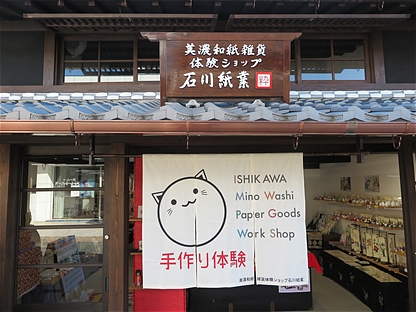 美濃和紙雑貨
体験ショップ
石川紙業
ISHIKAWA
Mino Washi
Paper Goods
Work Shop
手作り体験